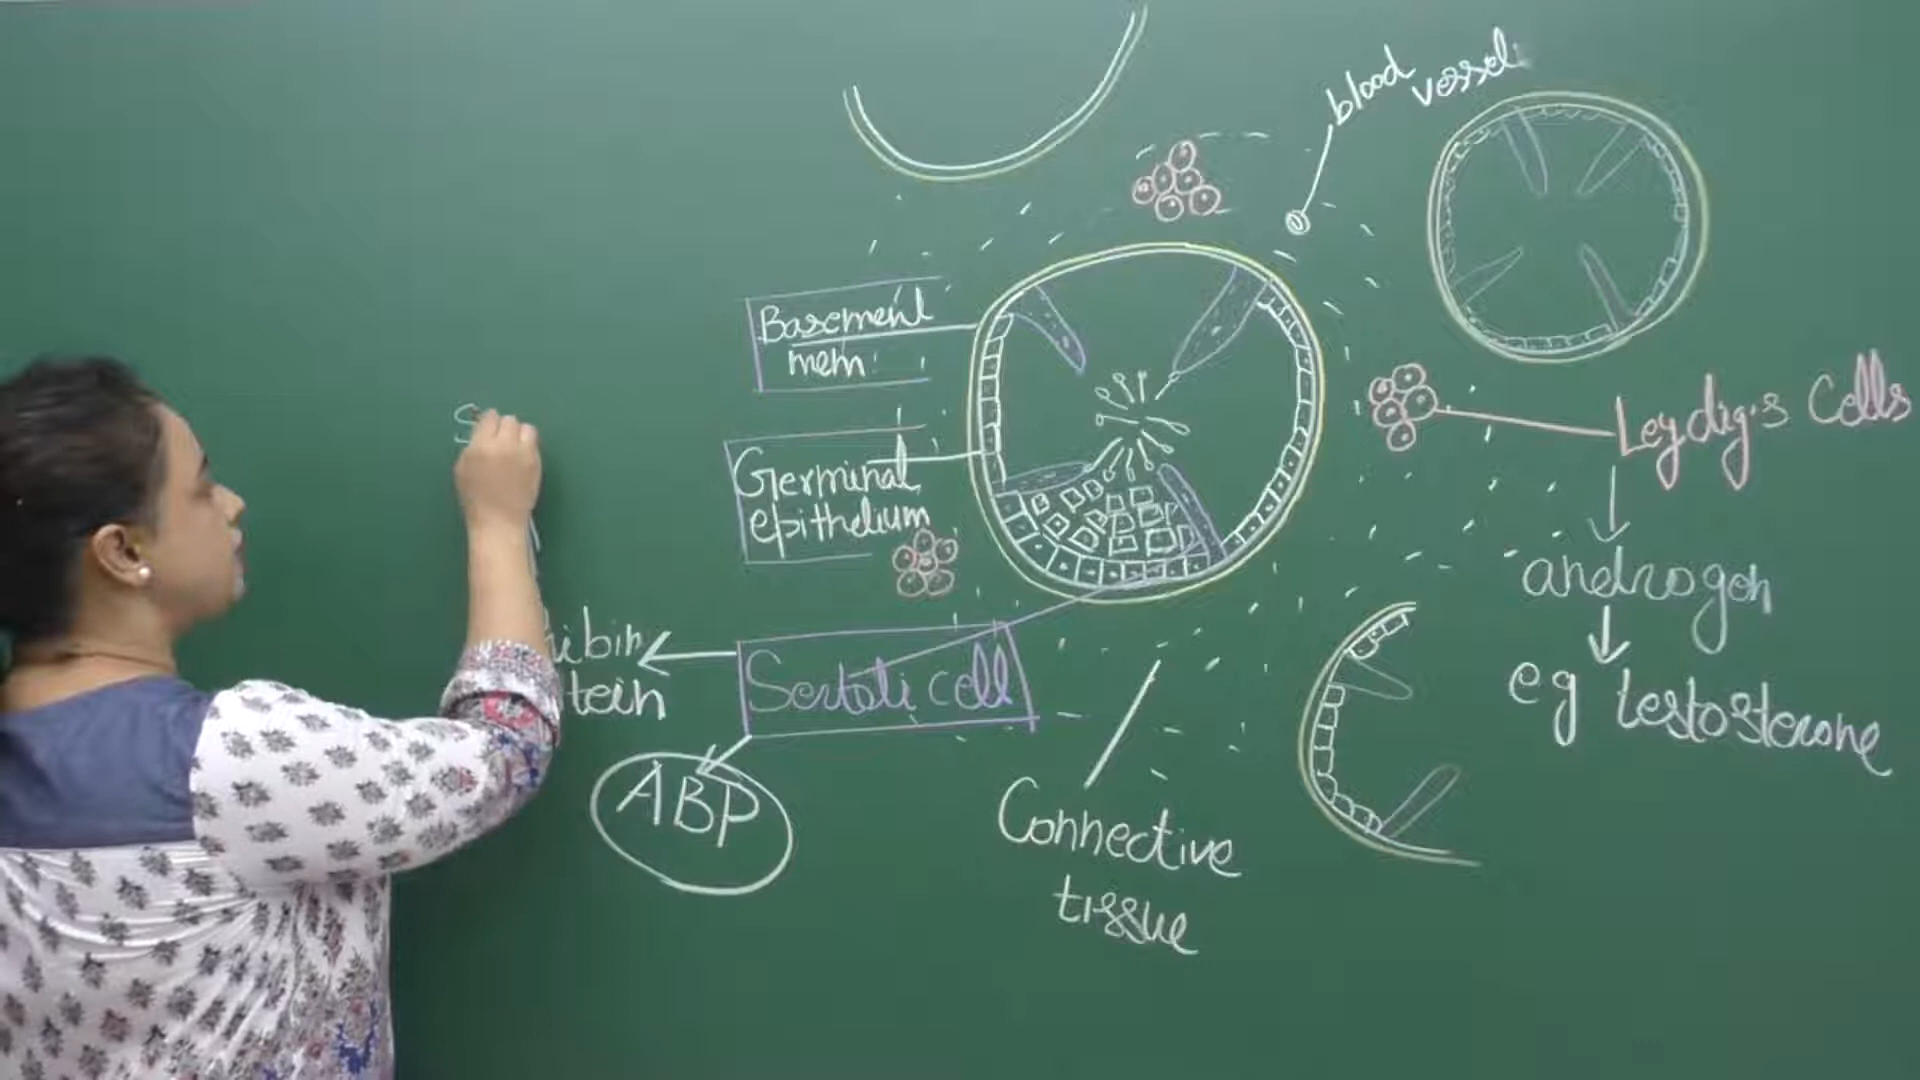 blood
vessel
Basement
mem:
Germinal
epithelium
Leydig's Cells
androgen
eg testosterone
Sertoli cell
ABP
Connective
tissue